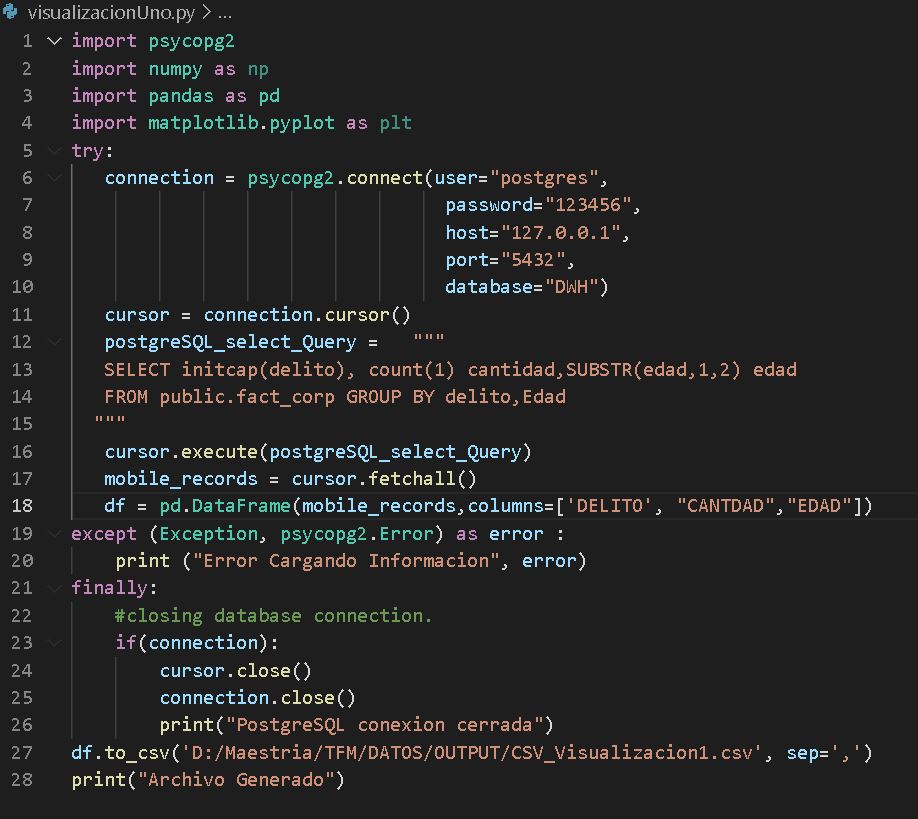 visualizacionUno.py > ...
1 import psycopg2
2 import numpy as np
3 import pandas as pd
4 import matplotlib.pyplot as plt
5 try:
6     connection = psycopg2.connect(user="postgres",
7                                   password="123456",
8                                   host="127.0.0.1",
9                                   port="5432",
10                                   database="DWH")
11    cursor = connection.cursor()
12    postgreSQL_select_Query =   """
13    SELECT initcap(delito), count(1) cantidad,SUBSTR(edad,1,2) edad
14    FROM public.fact_corp GROUP BY delito,Edad
15   """
16    cursor.execute(postgreSQL_select_Query)
17    mobile_records = cursor.fetchall()
18    df = pd.DataFrame(mobile_records,columns=['DELITO', "CANTDAD","EDAD"])
19 except (Exception, psycopg2.Error) as error :
20     print ("Error Cargando Informacion", error)
21 finally:
22     #closing database connection.
23     if(connection):
24         cursor.close()
25         connection.close()
26         print("PostgreSQL conexion cerrada")
27 df.to_csv('D:/Maestria/TFM/DATOS/OUTPUT/CSV_Visualizacion1.csv', sep=',')
28 print("Archivo Generado")